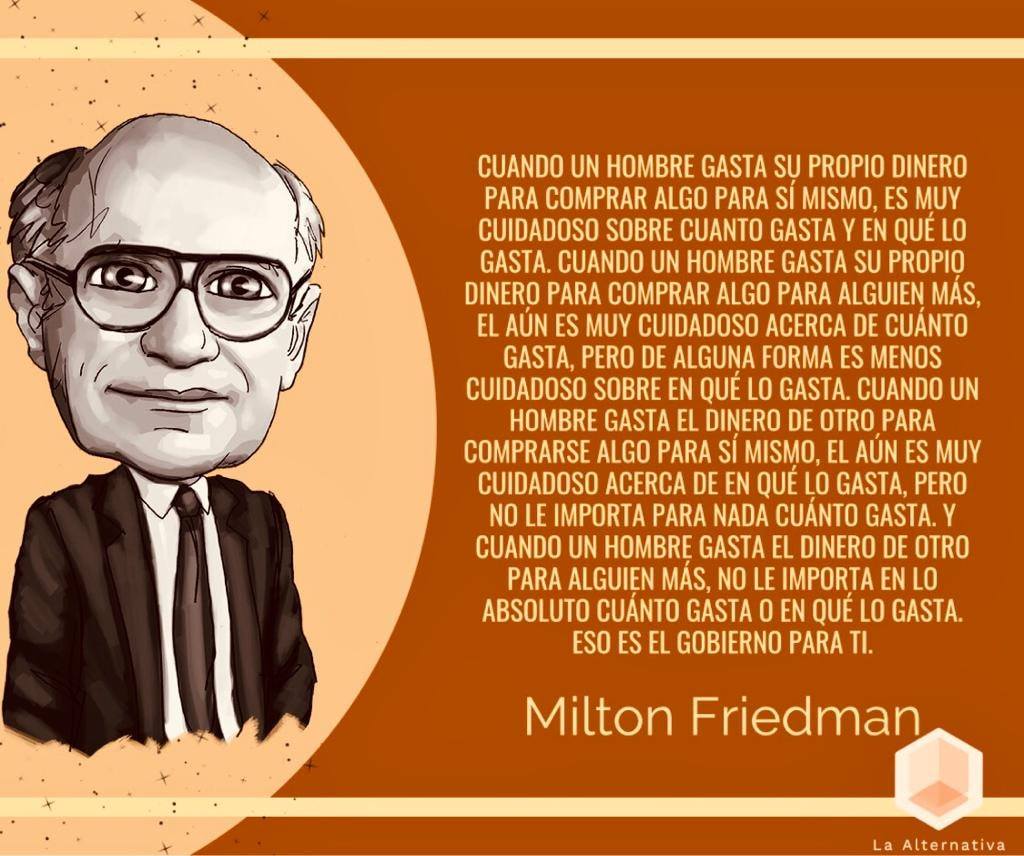 CUANDO UN HOMBRE GASTA SU PROPIO DINERO
PARA COMPRAR ALGO PARA SÍ MISMO, ES MUY
CUIDADOSO SOBRE CUANTO GASTA Y EN QUÉ LO
GASTA. CUANDO UN HOMBRE GASTA SU PROPIO
DINERO PARA COMPRAR ALGO PARA ALGUIEN MÁS,
EL AÚN ES MUY CUIDADOSO ACERCA DE CUÁNTO
GASTA, PERO DE ALGUNA FORMA ES MENOS
CUIDADOSO SOBRE EN QUÉ LO GASTA. CUANDO UN
HOMBRE GASTA EL DINERO DE OTRO PARA
COMPRARSE ALGO PARA SÍ MISMO, EL AÚN ES MUY
CUIDADOSO ACERCA DE EN QUÉ LO GASTA, PERO
NO LE IMPORTA PARA NADA CUÁNTO GASTA. Y
CUANDO UN HOMBRE GASTA EL DINERO DE OTRO
PARA ALGUIEN MÁS, NO LE IMPORTA EN LO
ABSOLUTO CUÁNTO GASTA O EN QUÉ LO GASTA.
ESO ES EL GOBIERNO PARA TI.
Milton Friedman
La Alternativa